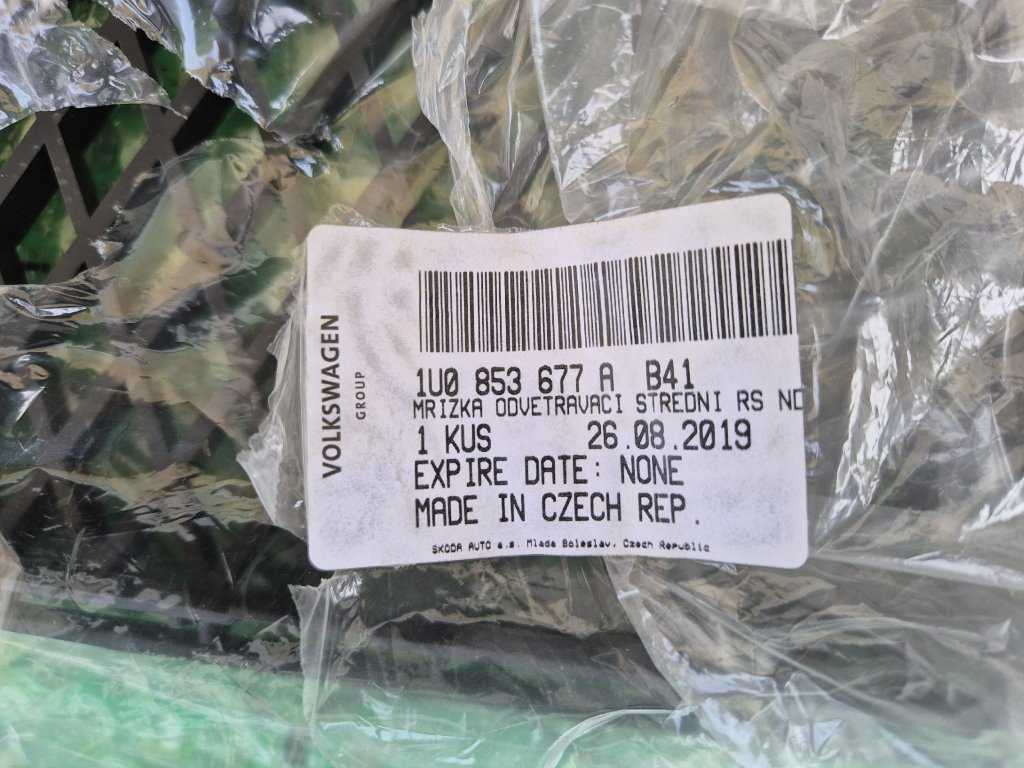 VOLKSWAGEN
GROUP
1U0 853 677 A B41
MRIZKA ODVETRAVACI STREDNI RS ND
1 KUS 26.08.2019
EXPIRE DATE: NONE
MADE IN CZECH REP.
SKODA AUTO a.s. Mlada Boleslav, Czech Republic